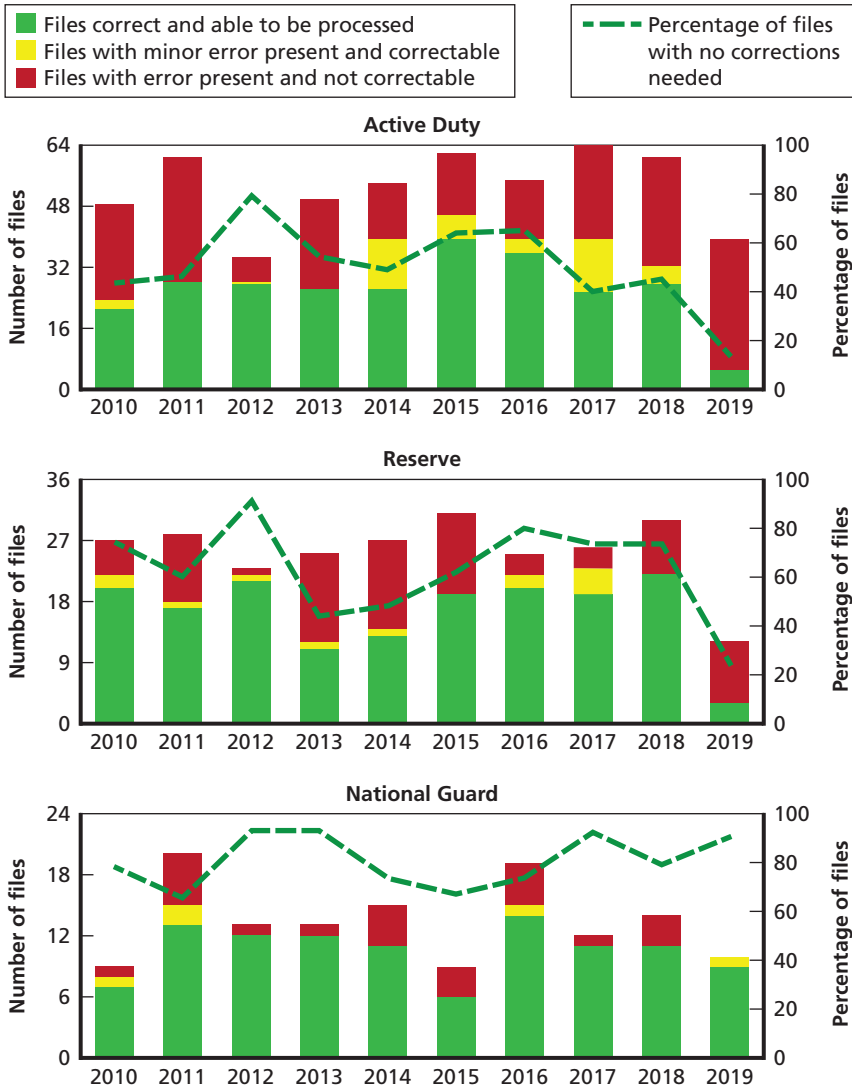 Files correct and able to be processed
Files with minor error present and correctable
Files with error present and not correctable
Percentage of files
with no corrections
needed
Active Duty
Number of files
64
48
32
16
0
100
80
60
40
20
0
Percentage of files
2010 2011 2012 2013 2014 2015 2016 2017 2018 2019
Reserve
Number of files
36
27
18
9
0
100
80
60
40
20
0
Percentage of files
2010 2011 2012 2013 2014 2015 2016 2017 2018 2019
National Guard
Number of files
24
18
12
6
0
100
80
60
40
20
0
Percentage of files
2010 2011 2012 2013 2014 2015 2016 2017 2018 2019